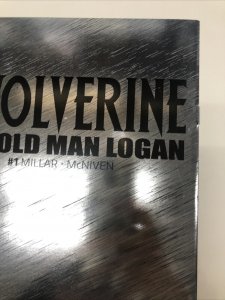 WOLVERINE
OLD MAN LOGAN
#1 MILLAR · McNIVEN